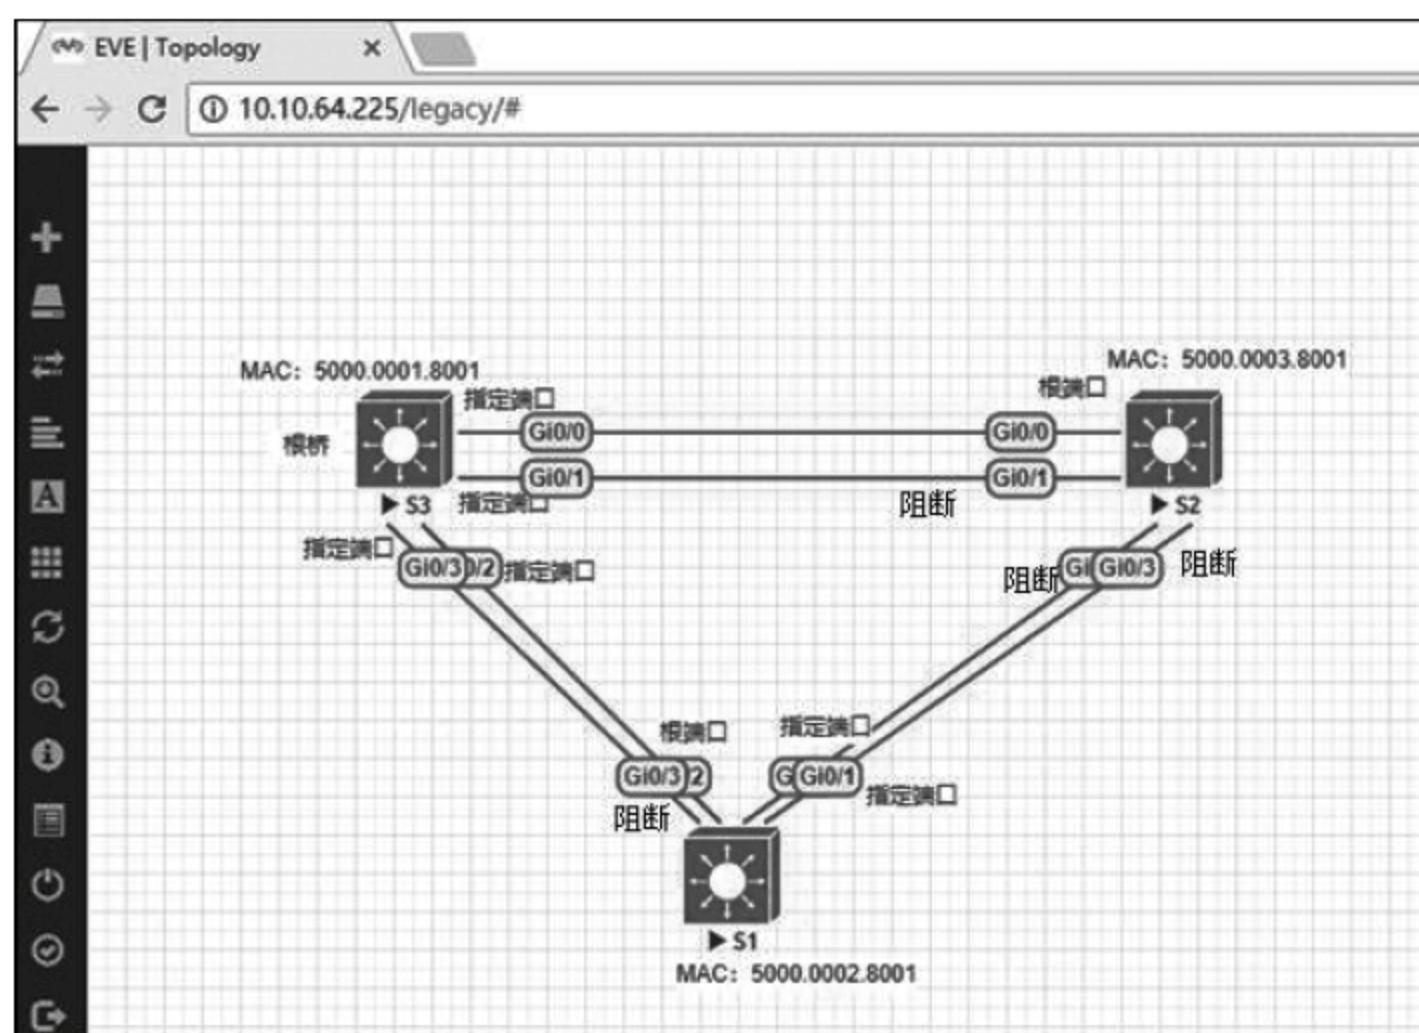 EVE | Topology
10.10.64.225/legacy/#
MAC: 5000.0001.8001
MAC: 5000.0003.8001
指定端口
根端口
Gi0/0
Gi0/0
根桥
Gi0/1
Gi0/1
S3
指定端口
阻断
S2
指定端口
Gi0/3
0/2
指定端口
阻断
Gi
Gi0/3
阻断
根端口
指定端口
Gi0/3
/2
G
Gi0/1
指定端口
阻断
S1
MAC: 5000.0002.8001